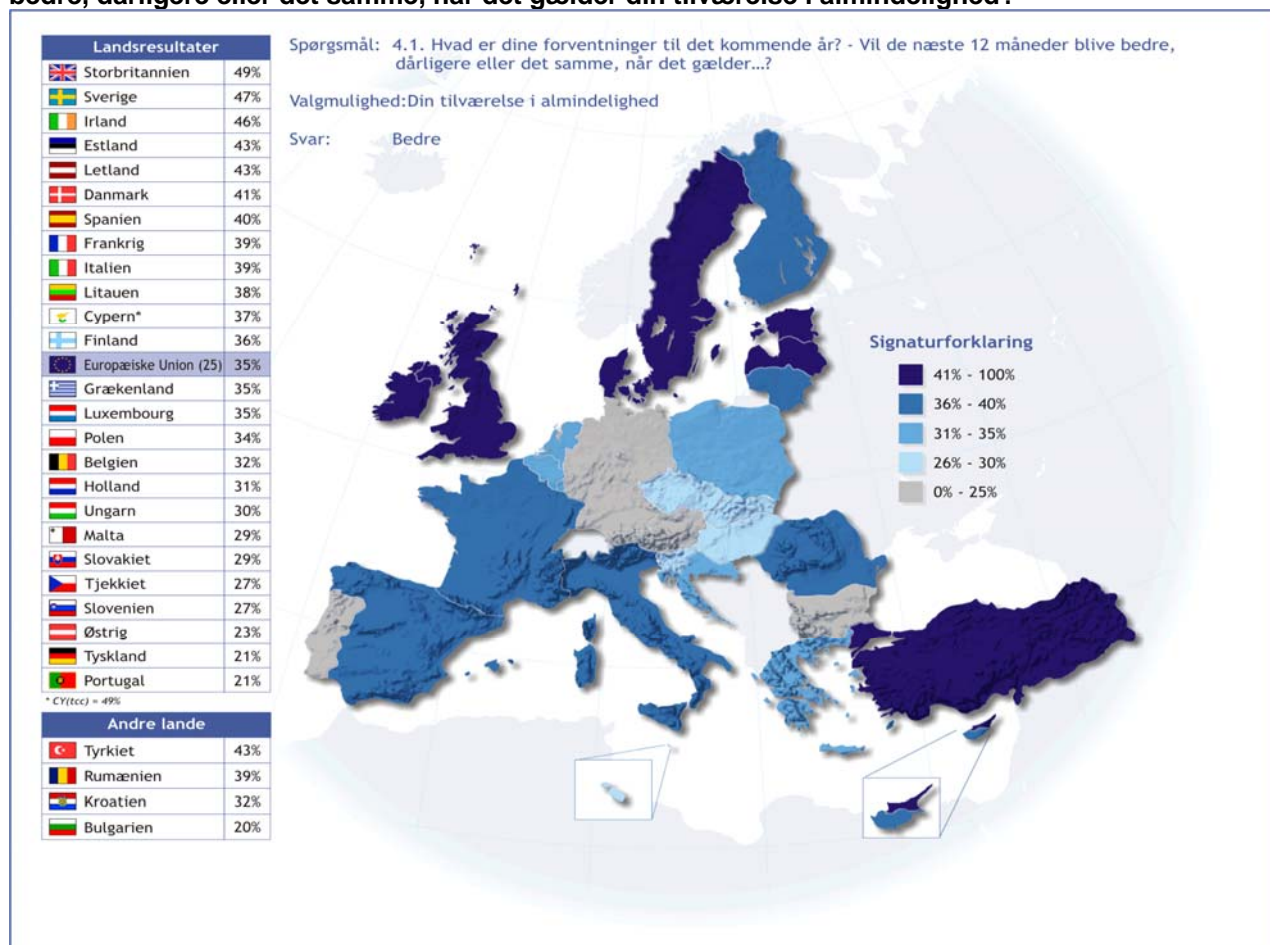 bedre, dårligere eller det samme, når det gælder din tilværelse i almindelighed?
Landsresultater
Storbritannien 49%
Sverige 47%
Irland 46%
Estland 43%
Letland 43%
Danmark 41%
Spanien 40%
Frankrig 39%
Italien 39%
Litauen 38%
Cypern* 37%
Finland 36%
Europæiske Union (25) 35%
Grækenland 35%
Luxembourg 35%
Polen 34%
Belgien 32%
Holland 31%
Ungarn 30%
Malta 29%
Slovakiet 29%
Tjekkiet 27%
Slovenien 27%
Østrig 23%
Tyskland 21%
Portugal 21%
* CY(tcc) = 49%
Andre lande
Tyrkiet 43%
Rumænien 39%
Kroatien 32%
Bulgarien 20%
Spørgsmål: 4.1. Hvad er dine forventninger til det kommende år? - Vil de næste 12 måneder blive bedre,
dårligere eller det samme, når det gælder...?
Valgmulighed:Din tilværelse i almindelighed
Svar: Bedre
Signaturforklaring
41% - 100%
36% - 40%
31% - 35%
26% - 30%
0% - 25%